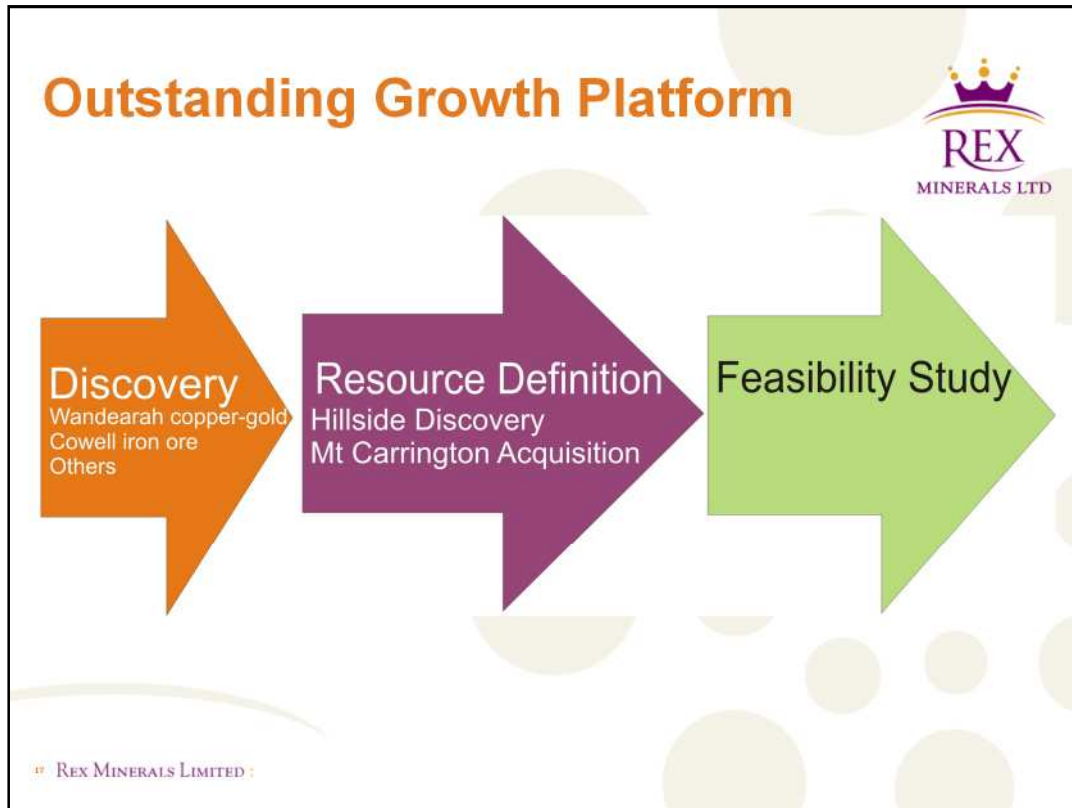 Outstanding Growth Platform
REX
MINERALS LTD
Discovery
Wandearah copper-gold
Cowell iron ore
Others
Resource Definition
Hillside Discovery
Mt Carrington Acquisition
Feasibility Study
17 REX MINERALS LIMITED :